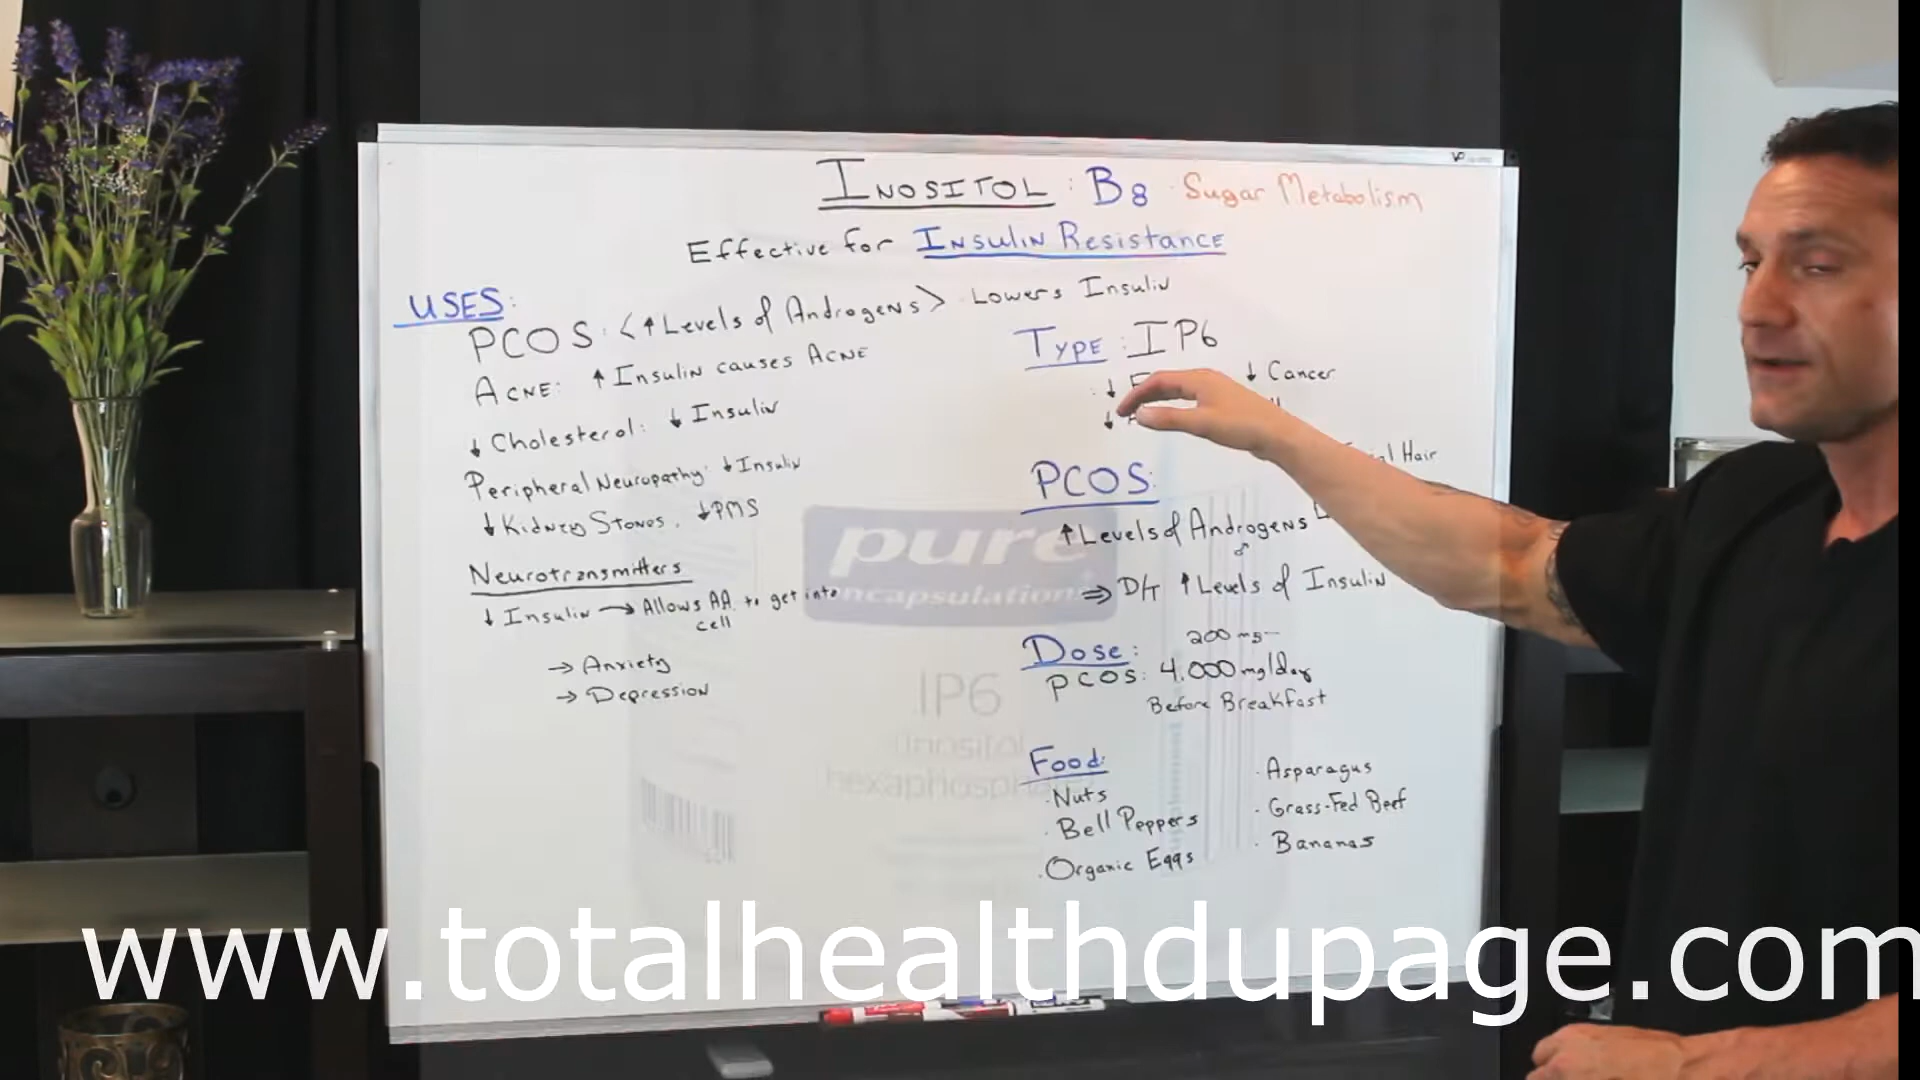 INOSITOL: B8 · Sugar Metabolism
Effective for INSULIN RESISTANCE
USES:
PCOS: <↑ Levels of Androgens> Lowers Insulin
ACNE: ↑ Insulin causes ACNE
↓ Cholesterol: ↓ Insulin
Peripheral Neuropathy: ↓ Insulin
↓ Kidney Stones, ↓ PMS
Neurotransmitters
↓ Insulin → Allows AA. to get into
cell
→ Anxiety
→ Depression
TYPE: IP6
↓ Cancer
Hair
PCOS:
↑ Levels of Androgens
♂
⇒ D/T ↑ Levels of Insulin
Dose: 200 mg
PCOS: 4,000 mg/day
Before Breakfast
Food:
· Nuts
· Bell Peppers
· Organic Eggs
· Asparagus
· Grass-Fed Beef
· Bananas
pure
encapsulations
IP6
hexaphosph
www.totalhealthdupage.com